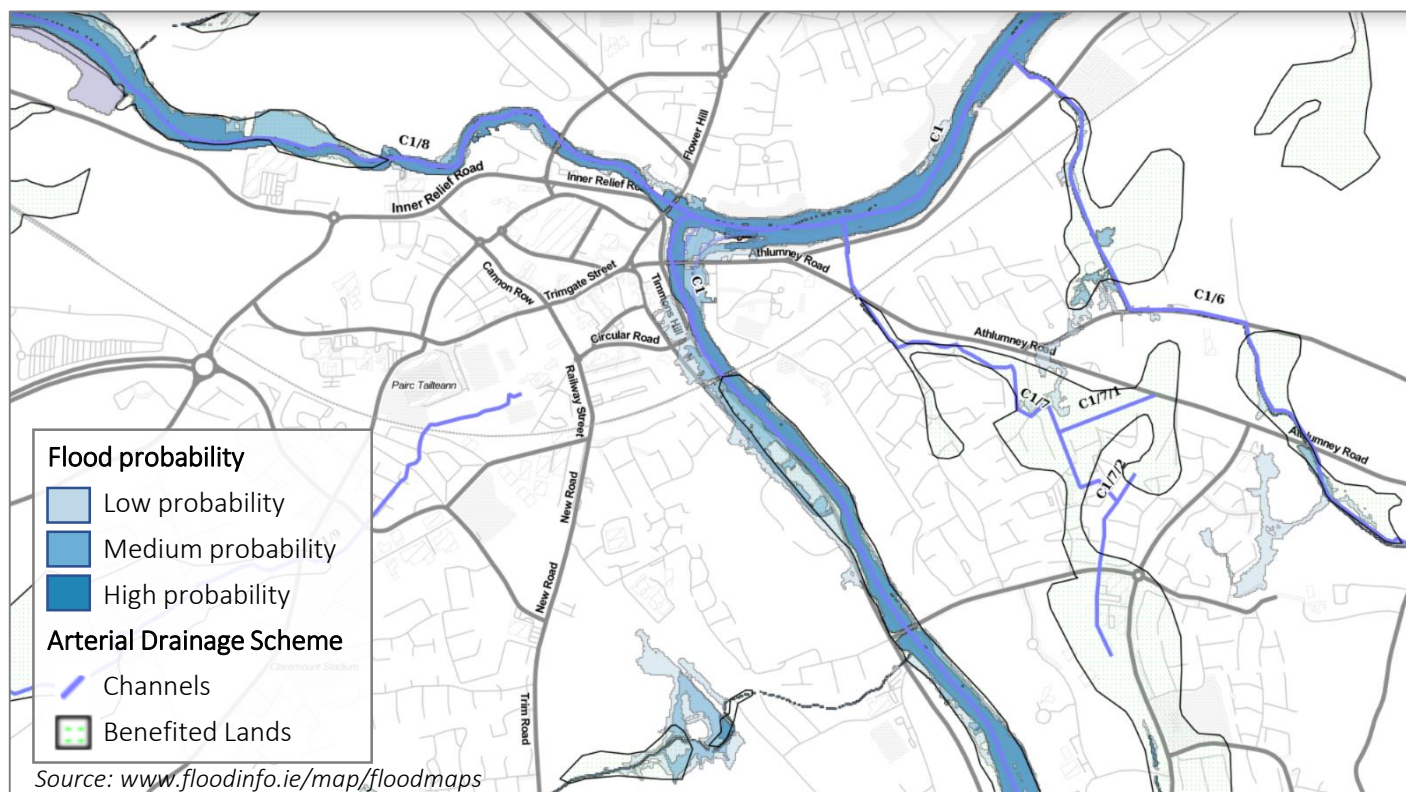 C1/8
Inner Relief Road
Inner Relief R
Flower Hill
C1
Athlumney Road
C1
Cannon Row
Trimgate Street
Timmons Hill
Circular Road
Railway Street
Pairc Tailteann
C1/6
Athlumney Road
C1/7
C1/7/1
C1/7/2
Athlumney Road
New Road
New Road
Trim Road
Flood probability
Low probability
Medium probability
High probability
Arterial Drainage Scheme
Claremount Stadium
Channels
Benefited Lands
Source: www.floodinfo.ie/map/floodmaps